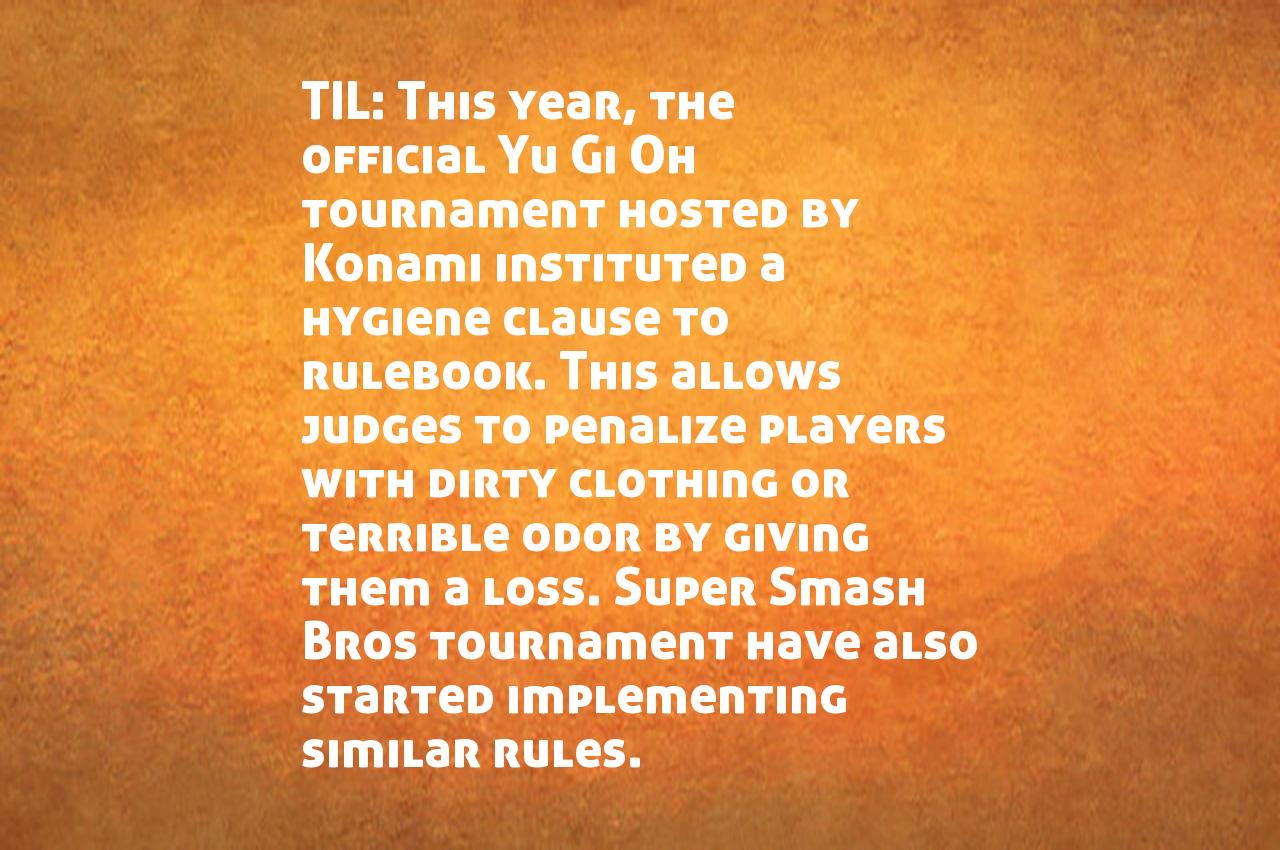 TIL: This year, the
official Yu Gi Oh
tournament hosted by
Konami instituted a
hygiene clause to
rulebook. This allows
judges to penalize players
with dirty clothing or
terrible odor by giving
them a loss. Super Smash
Bros tournament have also
started implementing
similar rules.